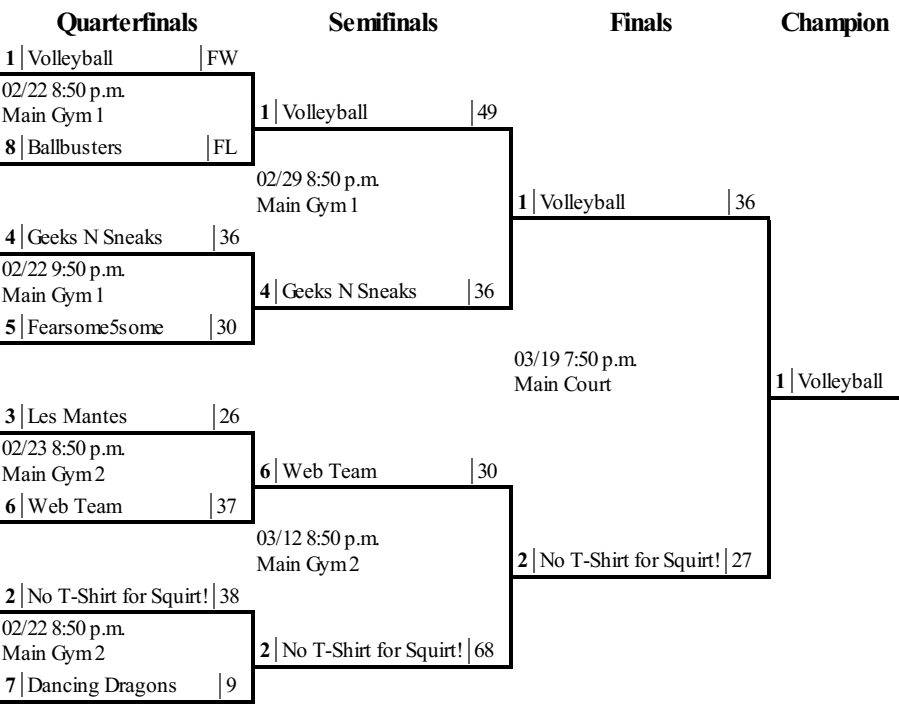 Quarterfinals Semifinals Finals Champion
1 Volleyball FW
02/22 8:50 p.m.
Main Gym 1
8 Ballbusters FL
1 Volleyball 49
02/29 8:50 p.m.
Main Gym 1
4 Geeks N Sneaks 36
4 Geeks N Sneaks 36
02/22 9:50 p.m.
Main Gym 1
5 Fearsome5some 30
1 Volleyball 36
03/19 7:50 p.m.
Main Court
2 No T-Shirt for Squirt! 27
1 Volleyball
3 Les Mantes 26
02/23 8:50 p.m.
Main Gym 2
6 Web Team 37
6 Web Team 30
03/12 8:50 p.m.
Main Gym 2
2 No T-Shirt for Squirt! 68
2 No T-Shirt for Squirt! 38
02/22 8:50 p.m.
Main Gym 2
7 Dancing Dragons 9